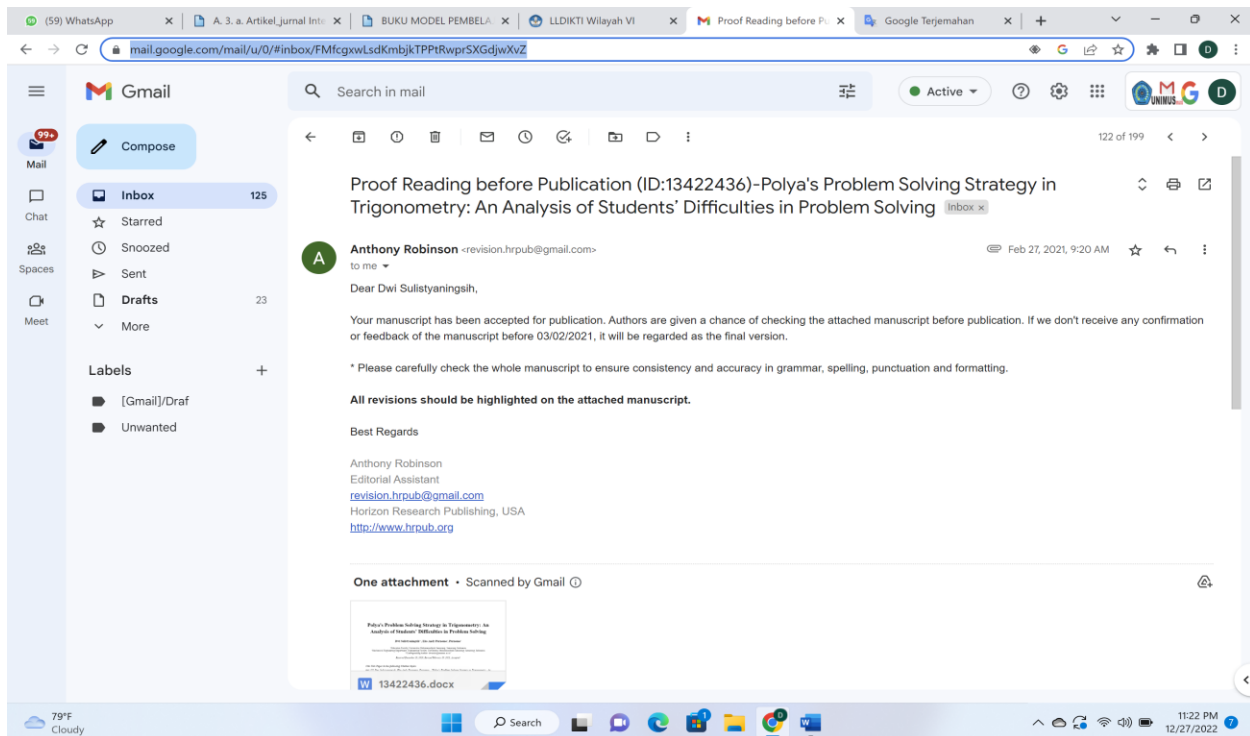 (59) WhatsApp
A. 3. a. Artikel_jurnal Inte
BUKU MODEL PEMBELA
LLDIKTI Wilayah VI
Proof Reading before Pu
Google Terjemahan
mail.google.com/mail/u/0/#inbox/FMfcgxwLsdKmbjkTPPtRwprSXGdjwXvZ
Gmail
Search in mail
Active
UNIMUS
D
99+
Mail
Chat
Spaces
Meet
Compose
Inbox 125
Starred
Snoozed
Sent
Drafts 23
More
Labels
[Gmail]/Draf
Unwanted
122 of 199
Proof Reading before Publication (ID:13422436)-Polya's Problem Solving Strategy in
Trigonometry: An Analysis of Students’ Difficulties in Problem Solving Inbox x
A
Anthony Robinson <revision.hrpub@gmail.com> Feb 27, 2021, 9:20 AM
to me
Dear Dwi Sulistyaningsih,
Your manuscript has been accepted for publication. Authors are given a chance of checking the attached manuscript before publication. If we don't receive any confirmation
or feedback of the manuscript before 03/02/2021, it will be regarded as the final version.
* Please carefully check the whole manuscript to ensure consistency and accuracy in grammar, spelling, punctuation and formatting.
All revisions should be highlighted on the attached manuscript.
Best Regards
Anthony Robinson
Editorial Assistant
revision.hrpub@gmail.com
Horizon Research Publishing, USA
http://www.hrpub.org
One attachment • Scanned by Gmail
Polya's Problem Solving Strategy in Trigonometry: An
Analysis of Students' Difficulties in Problem Solving
W 13422436.docx
79°F
Cloudy
Search
11:22 PM
12/27/2022
7